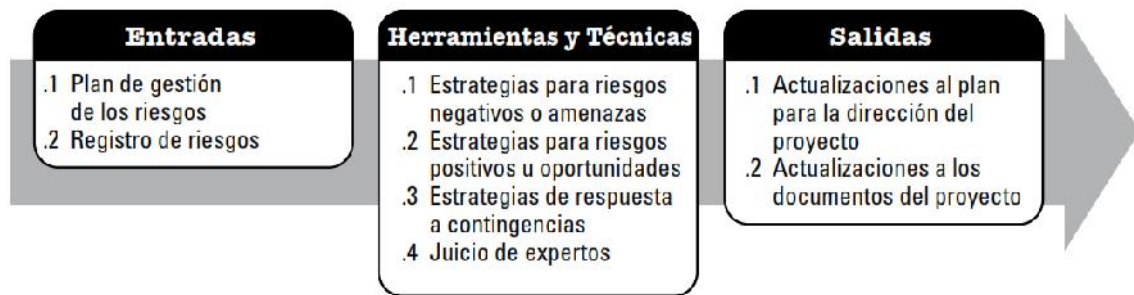 Entradas
.1 Plan de gestión
de los riesgos
.2 Registro de riesgos
Herramientas y Técnicas
.1 Estrategias para riesgos
negativos o amenazas
.2 Estrategias para riesgos
positivos u oportunidades
.3 Estrategias de respuesta
a contingencias
.4 Juicio de expertos
Salidas
.1 Actualizaciones al plan
para la dirección del
proyecto
.2 Actualizaciones a los
documentos del proyecto